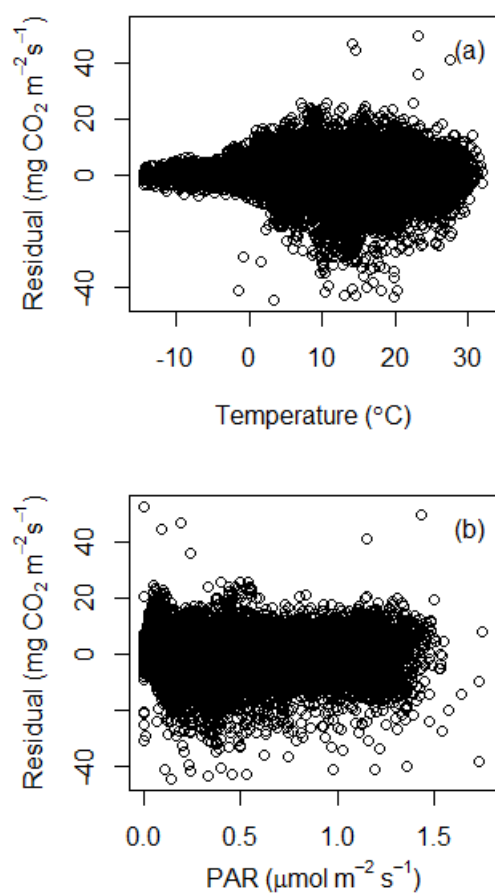 (a)
Residual (mg CO₂ m⁻² s⁻¹)
40
20
0
-40
-10 0 10 20 30
Temperature (°C)
(b)
Residual (mg CO₂ m⁻² s⁻¹)
40
20
0
-40
0.0 0.5 1.0 1.5
PAR (µmol m⁻² s⁻¹)